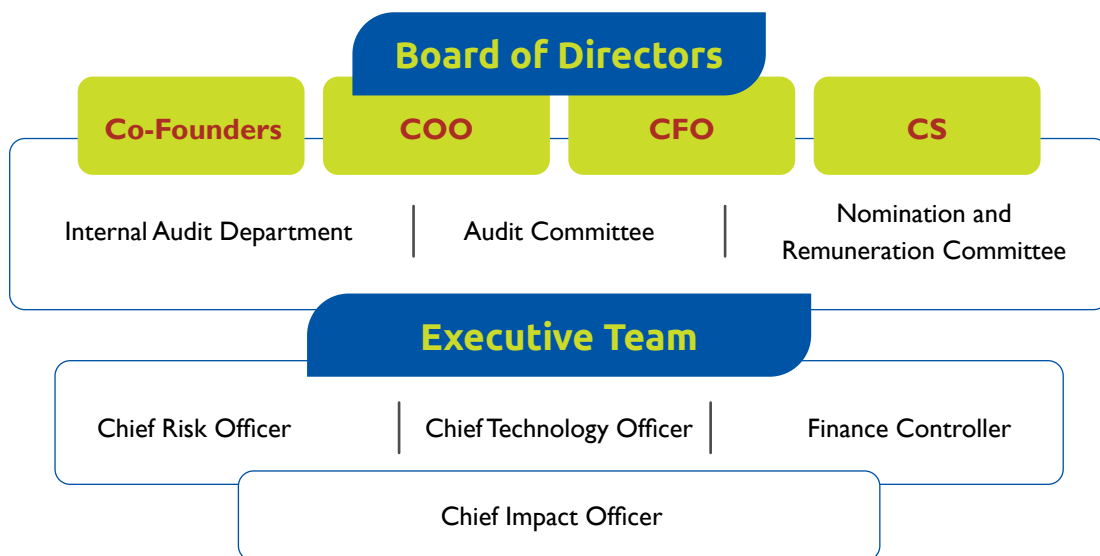 Board of Directors
Co-Founders
COO
CFO
CS
Internal Audit Department
Audit Committee
Nomination and
Remuneration Committee
Executive Team
Chief Risk Officer
Chief Technology Officer
Finance Controller
Chief Impact Officer